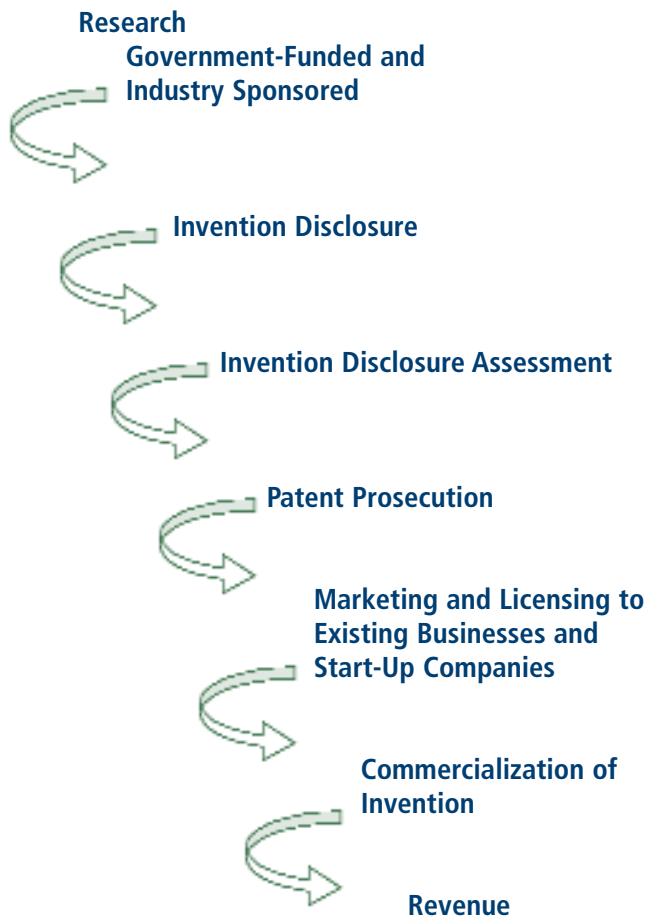 Research
Government-Funded and
Industry Sponsored
Invention Disclosure
Invention Disclosure Assessment
Patent Prosecution
Marketing and Licensing to
Existing Businesses and
Start-Up Companies
Commercialization of
Invention
Revenue